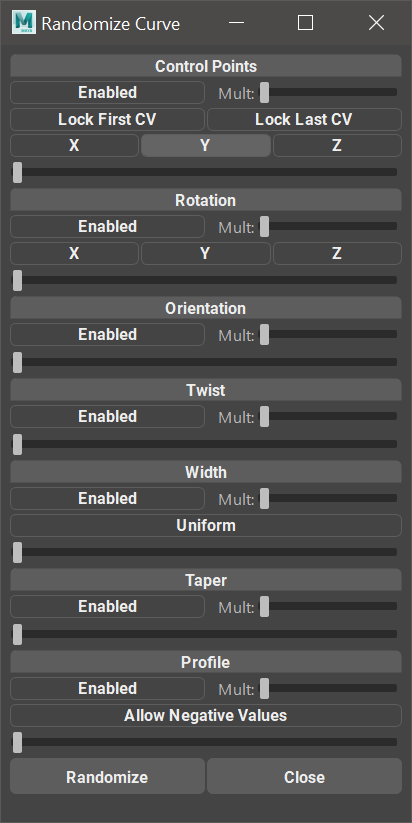 Randomize Curve
Control Points
Enabled Mult:
Lock First CV Lock Last CV
X Y Z
Rotation
Enabled Mult:
X Y Z
Orientation
Enabled Mult:
Twist
Enabled Mult:
Width
Enabled Mult:
Uniform
Taper
Enabled Mult:
Profile
Enabled Mult:
Allow Negative Values
Randomize Close